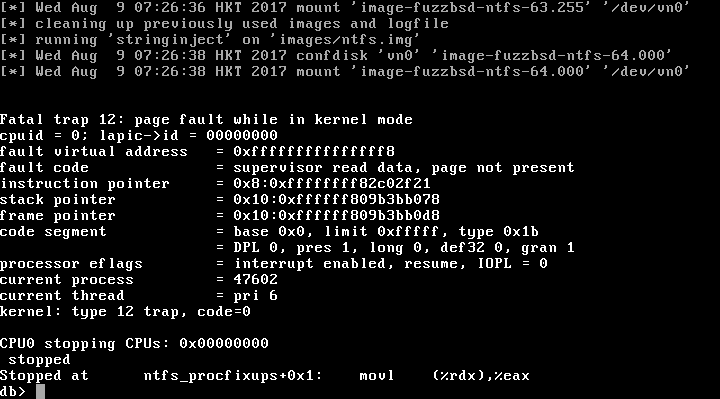 [*] Wed Aug  9 07:26:36 HKT 2017 mount 'image-fuzzbsd-ntfs-63.255' '/dev/vn0'
[*] cleaning up previously used images and logfile
[*] running 'stringinject' on 'images/ntfs.img'
[*] Wed Aug  9 07:26:38 HKT 2017 confdisk 'vn0' 'image-fuzzbsd-ntfs-64.000'
[*] Wed Aug  9 07:26:38 HKT 2017 mount 'image-fuzzbsd-ntfs-64.000' '/dev/vn0'
Fatal trap 12: page fault while in kernel mode
cpuid = 0; lapic->id = 00000000
fault virtual address   = 0xfffffffffffffff8
fault code              = supervisor read data, page not present
instruction pointer     = 0x8:0xffffffff82c02f21
stack pointer           = 0x10:0xffffff809b3bb078
frame pointer           = 0x10:0xffffff809b3bb0d8
code segment            = base 0x0, limit 0xfffff, type 0x1b
                        = DPL 0, pres 1, long 0, def32 0, gran 1
processor eflags        = interrupt enabled, resume, IOPL = 0
current process         = 47602
current thread          = pri 6
kernel: type 12 trap, code=0
CPU0 stopping CPUs: 0x00000000
 stopped
Stopped at      ntfs_procfixups+0x1:    movl    (%rdx),%eax
db>